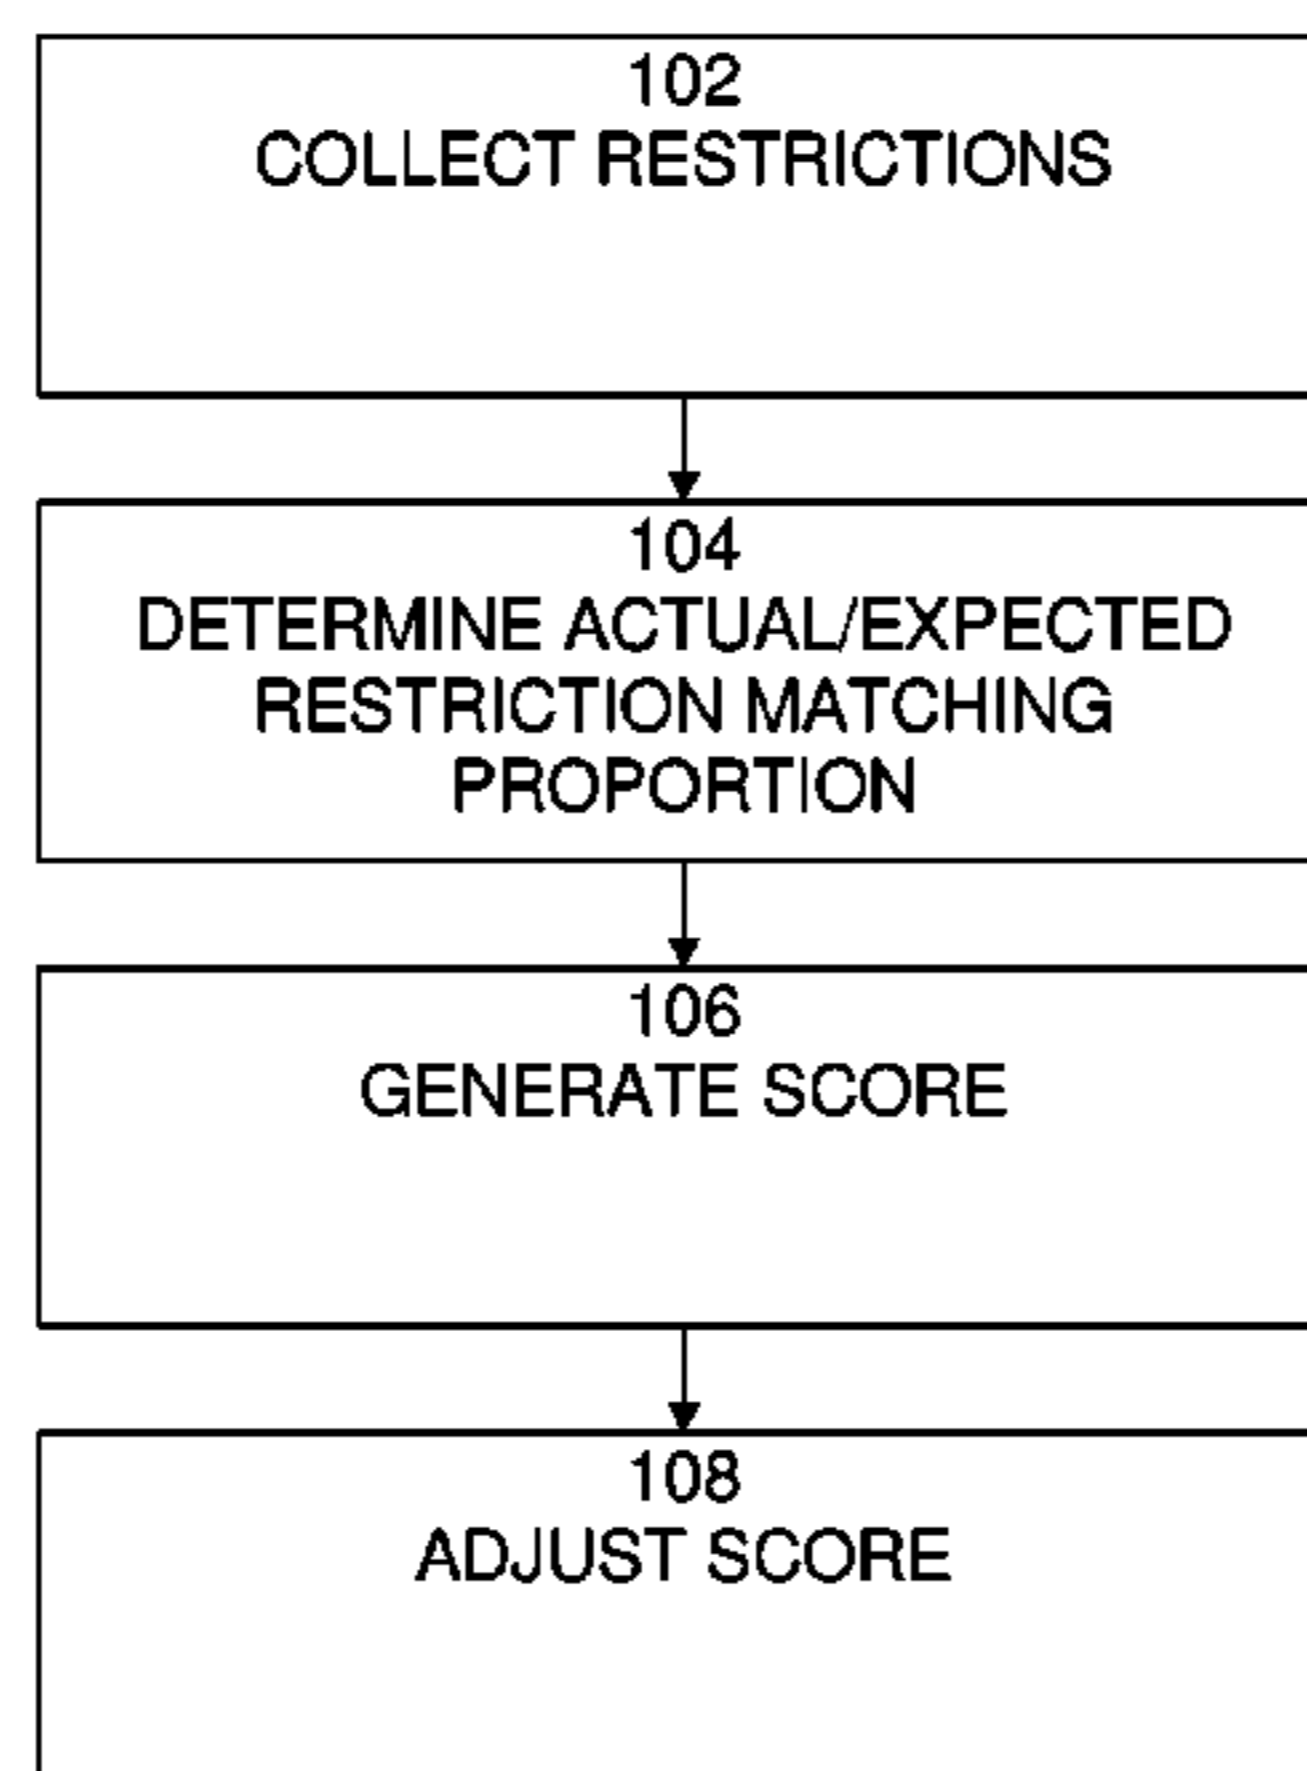 102
COLLECT RESTRICTIONS
104
DETERMINE ACTUAL/EXPECTED
RESTRICTION MATCHING
PROPORTION
106
GENERATE SCORE
108
ADJUST SCORE